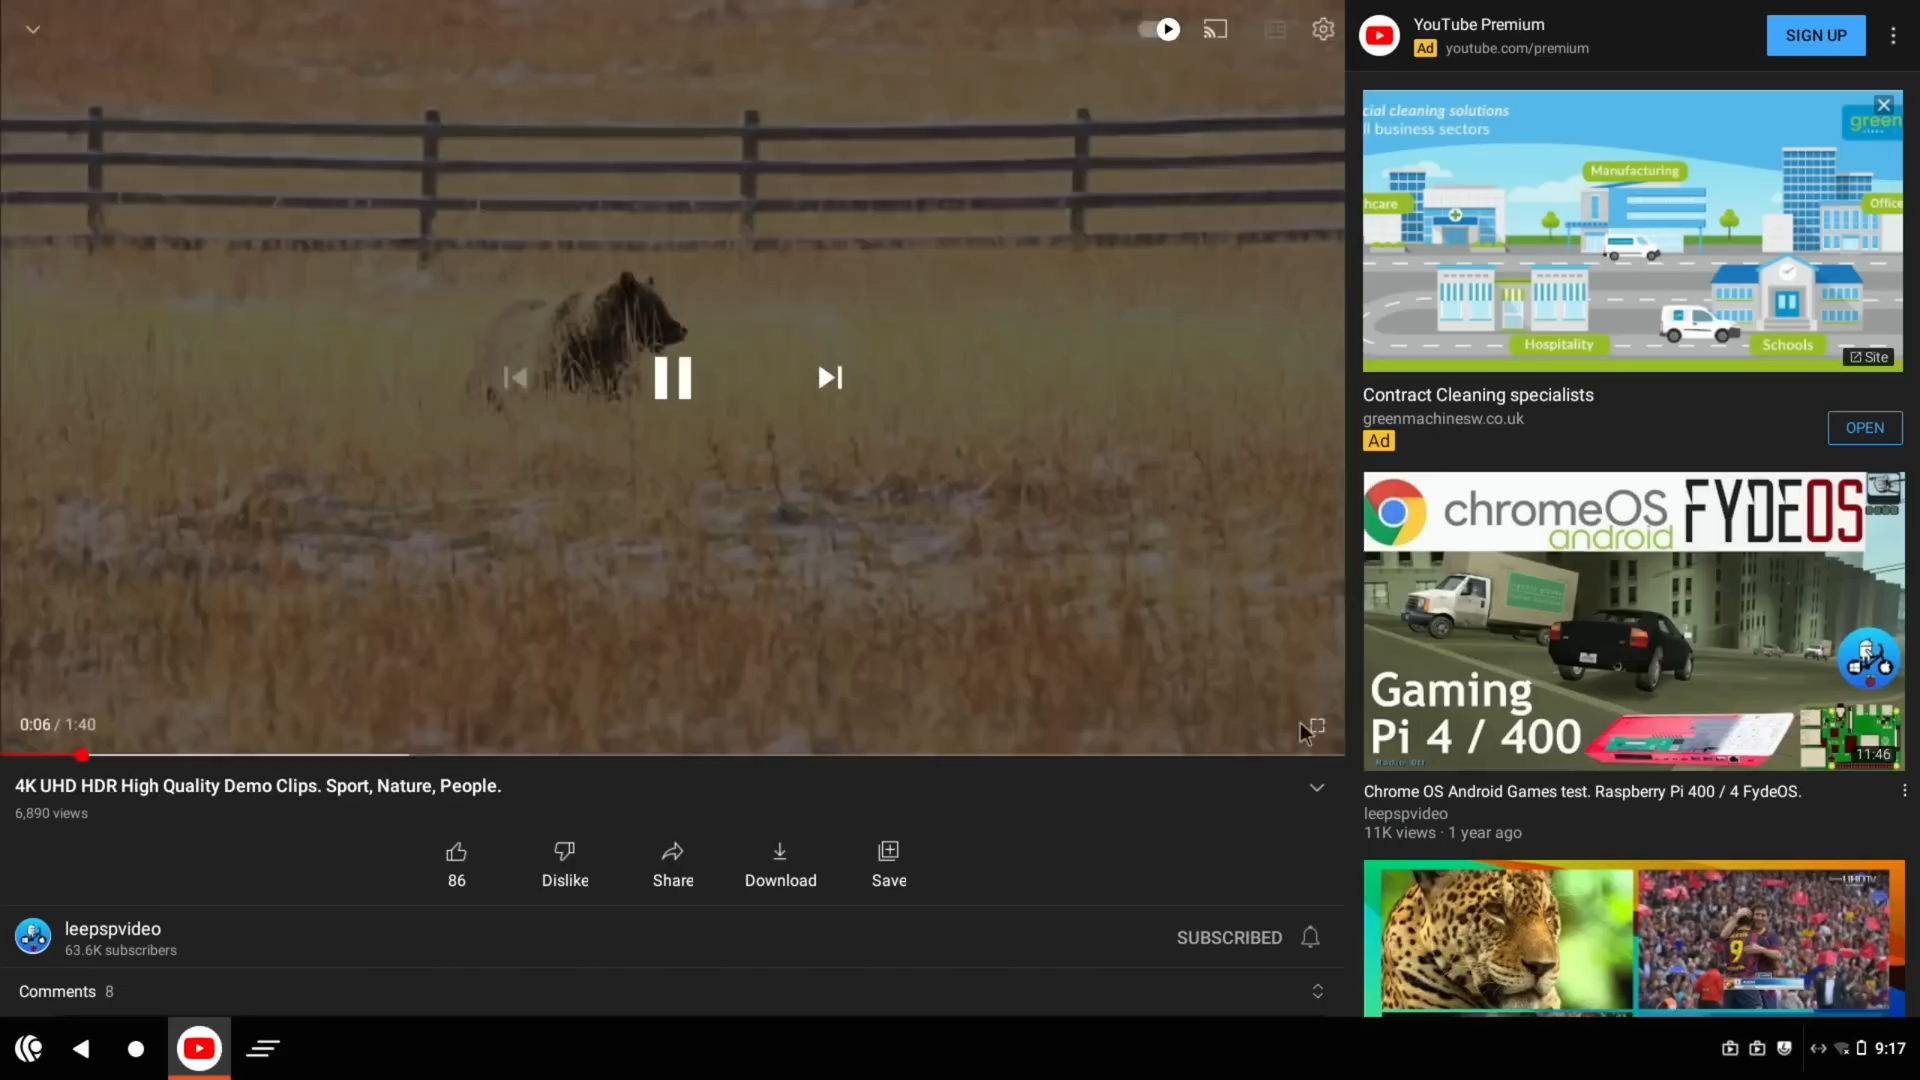 0:06 / 1:40
4K UHD HDR High Quality Demo Clips. Sport, Nature, People.
6,890 views
86
Dislike
Share
Download
Save
leepspvideo
63.6K subscribers
SUBSCRIBED
Comments 8
YouTube Premium
Ad youtube.com/premium
SIGN UP
cial cleaning solutions
ll business sectors
green
Manufacturing
hcare
Office
Hospitality
Schools
Site
Contract Cleaning specialists
greenmachinesw.co.uk
Ad
OPEN
chromeOS
android
FYDEOS
Gaming
Pi 4 / 400
11:46
Chrome OS Android Games test. Raspberry Pi 400 / 4 FydeOS.
leepspvideo
11K views · 1 year ago
UHDTV
9
9:17